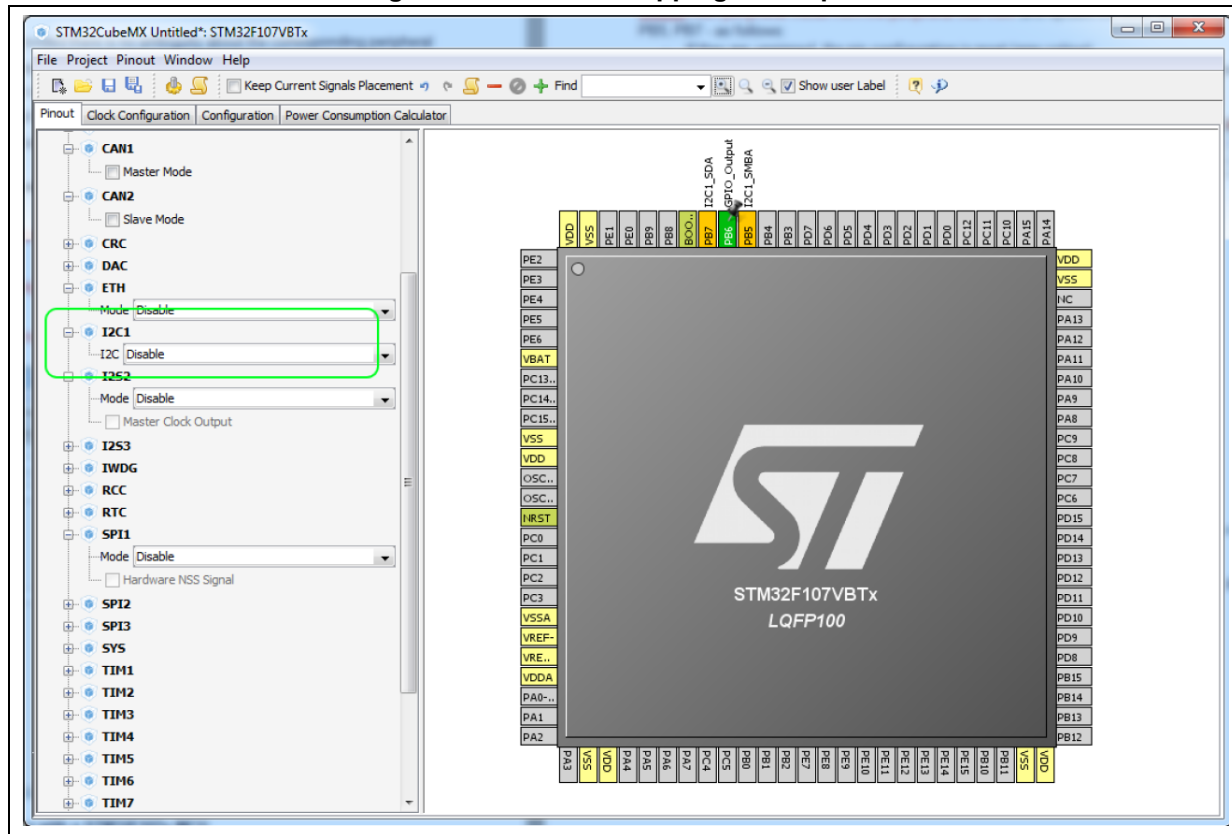 STM32CubeMX Untitled*: STM32F107VBTx
File Project Pinout Window Help
Keep Current Signals Placement Find Show user Label
Pinout Clock Configuration Configuration Power Consumption Calculator
CAN1
Master Mode
CAN2
Slave Mode
CRC
DAC
ETH
Mode Disable
I2C1
I2C Disable
I2S2
Mode Disable
Master Clock Output
I2S3
IWDG
RCC
RTC
SPI1
Mode Disable
Hardware NSS Signal
SPI2
SPI3
SYS
TIM1
TIM2
TIM3
TIM4
TIM5
TIM6
TIM7
I2C1_SDA
GPIO_Output
I2C1_SMBA
VDD VSS PE1 PE0 PB9 PB8 BOO.. PB7 PB6 PB5 PB4 PB3 PD7 PD6 PD5 PD4 PD3 PD2 PD1 PD0 PC12 PC11 PC10 PA15 PA14
PE2
PE3
PE4
PE5
PE6
VBAT
PC13..
PC14..
PC15..
VSS
VDD
OSC..
OSC..
NRST
PC0
PC1
PC2
PC3
VSSA
VREF-
VRE..
VDDA
PA0-..
PA1
PA2
STM32F107VBTx
LQFP100
VDD
VSS
NC
PA13
PA12
PA11
PA10
PA9
PA8
PC9
PC8
PC7
PC6
PD15
PD14
PD13
PD12
PD11
PD10
PD9
PD8
PB15
PB14
PB13
PB12
PA3 VSS VDD PA4 PA5 PA6 PA7 PC4 PC5 PB0 PB1 PB2 PE7 PE8 PE9 PE10 PE11 PE12 PE13 PE14 PE15 PB10 PB11 VSS VDD